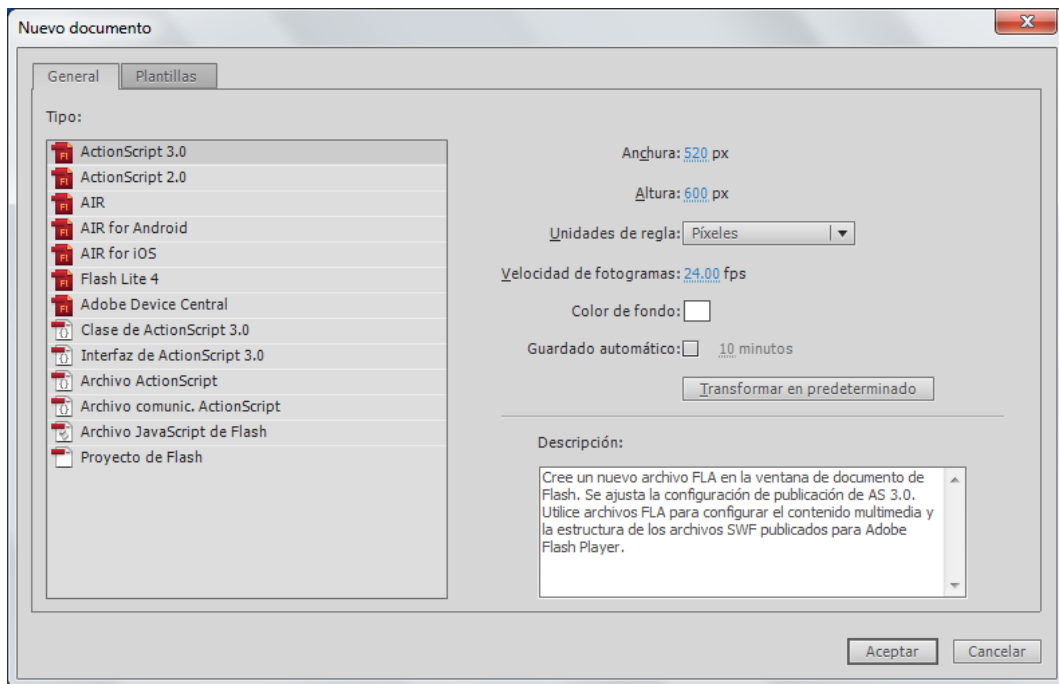 Nuevo documento
General
Plantillas
Tipo:
ActionScript 3.0
ActionScript 2.0
AIR
AIR for Android
AIR for iOS
Flash Lite 4
Adobe Device Central
Clase de ActionScript 3.0
Interfaz de ActionScript 3.0
Archivo ActionScript
Archivo comunic. ActionScript
Archivo JavaScript de Flash
Proyecto de Flash
Anchura: 520 px
Altura: 600 px
Unidades de regla: Píxeles
Velocidad de fotogramas: 24.00 fps
Color de fondo:
Guardado automático: 10 minutos
Transformar en predeterminado
Descripción:
Cree un nuevo archivo FLA en la ventana de documento de
Flash. Se ajusta la configuración de publicación de AS 3.0.
Utilice archivos FLA para configurar el contenido multimedia y
la estructura de los archivos SWF publicados para Adobe
Flash Player.
Aceptar
Cancelar